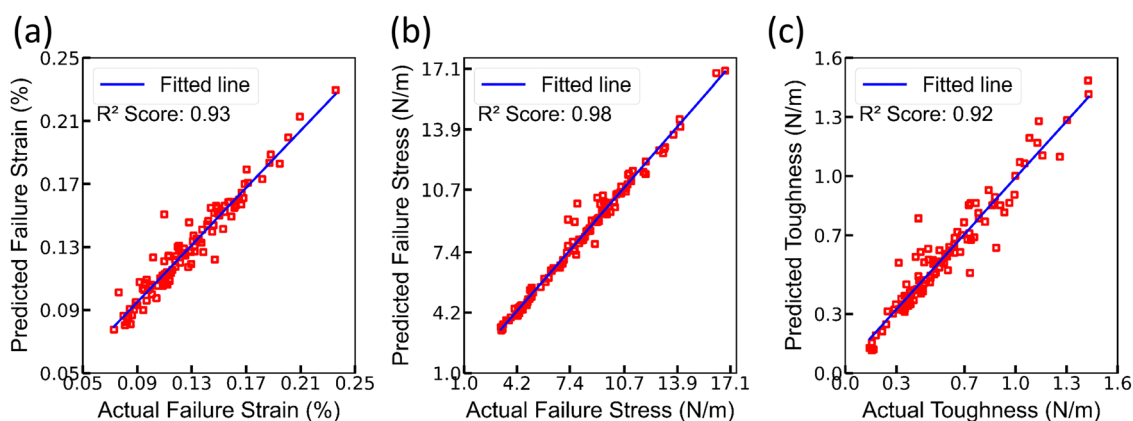 (a)
0.25
0.21
0.17
0.13
0.09
0.05
Predicted Failure Strain (%)
Fitted line
R² Score: 0.93
0.05 0.09 0.13 0.17 0.21 0.25
Actual Failure Strain (%)
(b)
17.1
13.9
10.7
7.4
4.2
1.0
Predicted Failure Stress (N/m)
Fitted line
R² Score: 0.98
1.0 4.2 7.4 10.7 13.9 17.1
Actual Failure Stress (N/m)
(c)
1.6
1.3
1.0
0.7
0.3
0.0
Predicted Toughness (N/m)
Fitted line
R² Score: 0.92
0.0 0.3 0.7 1.0 1.3 1.6
Actual Toughness (N/m)